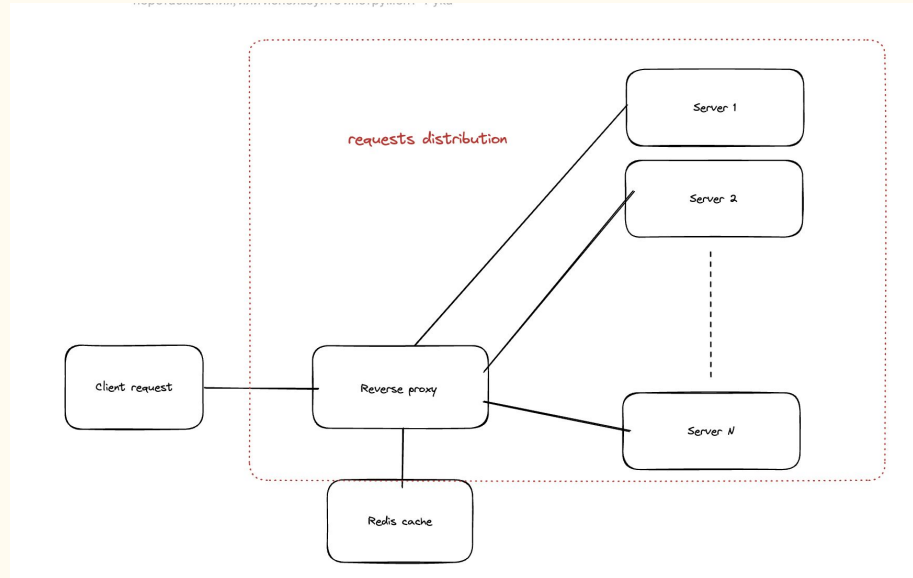 requests distribution
Server 1
Server 2
Client request
Reverse proxy
Server N
Redis cache